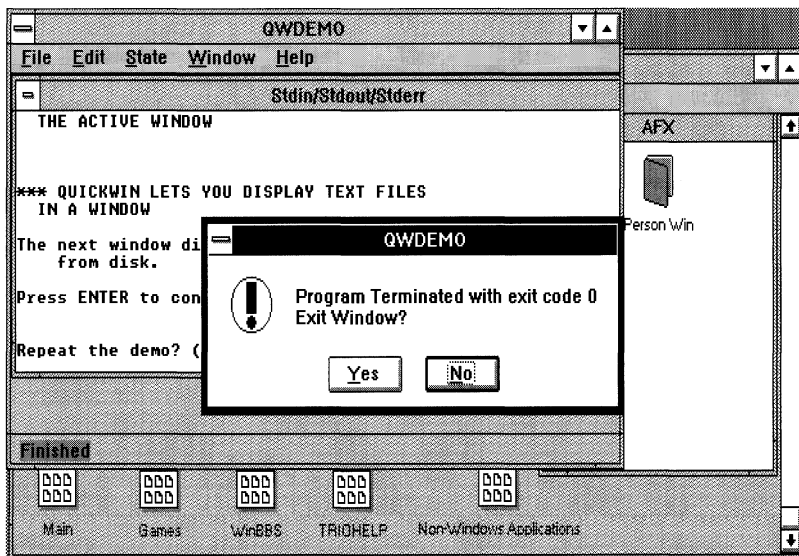 QWDEMO
File Edit State Window Help
Stdin/Stdout/Stderr
THE ACTIVE WINDOW
*** QUICKWIN LETS YOU DISPLAY TEXT FILES
IN A WINDOW
The next window di
from disk.
Press ENTER to con
Repeat the demo? (
QWDEMO
Program Terminated with exit code 0
Exit Window?
Yes No
Finished
AFX
Person Win
Main Games WinBBS TRIOHELP Non-Windows Applications